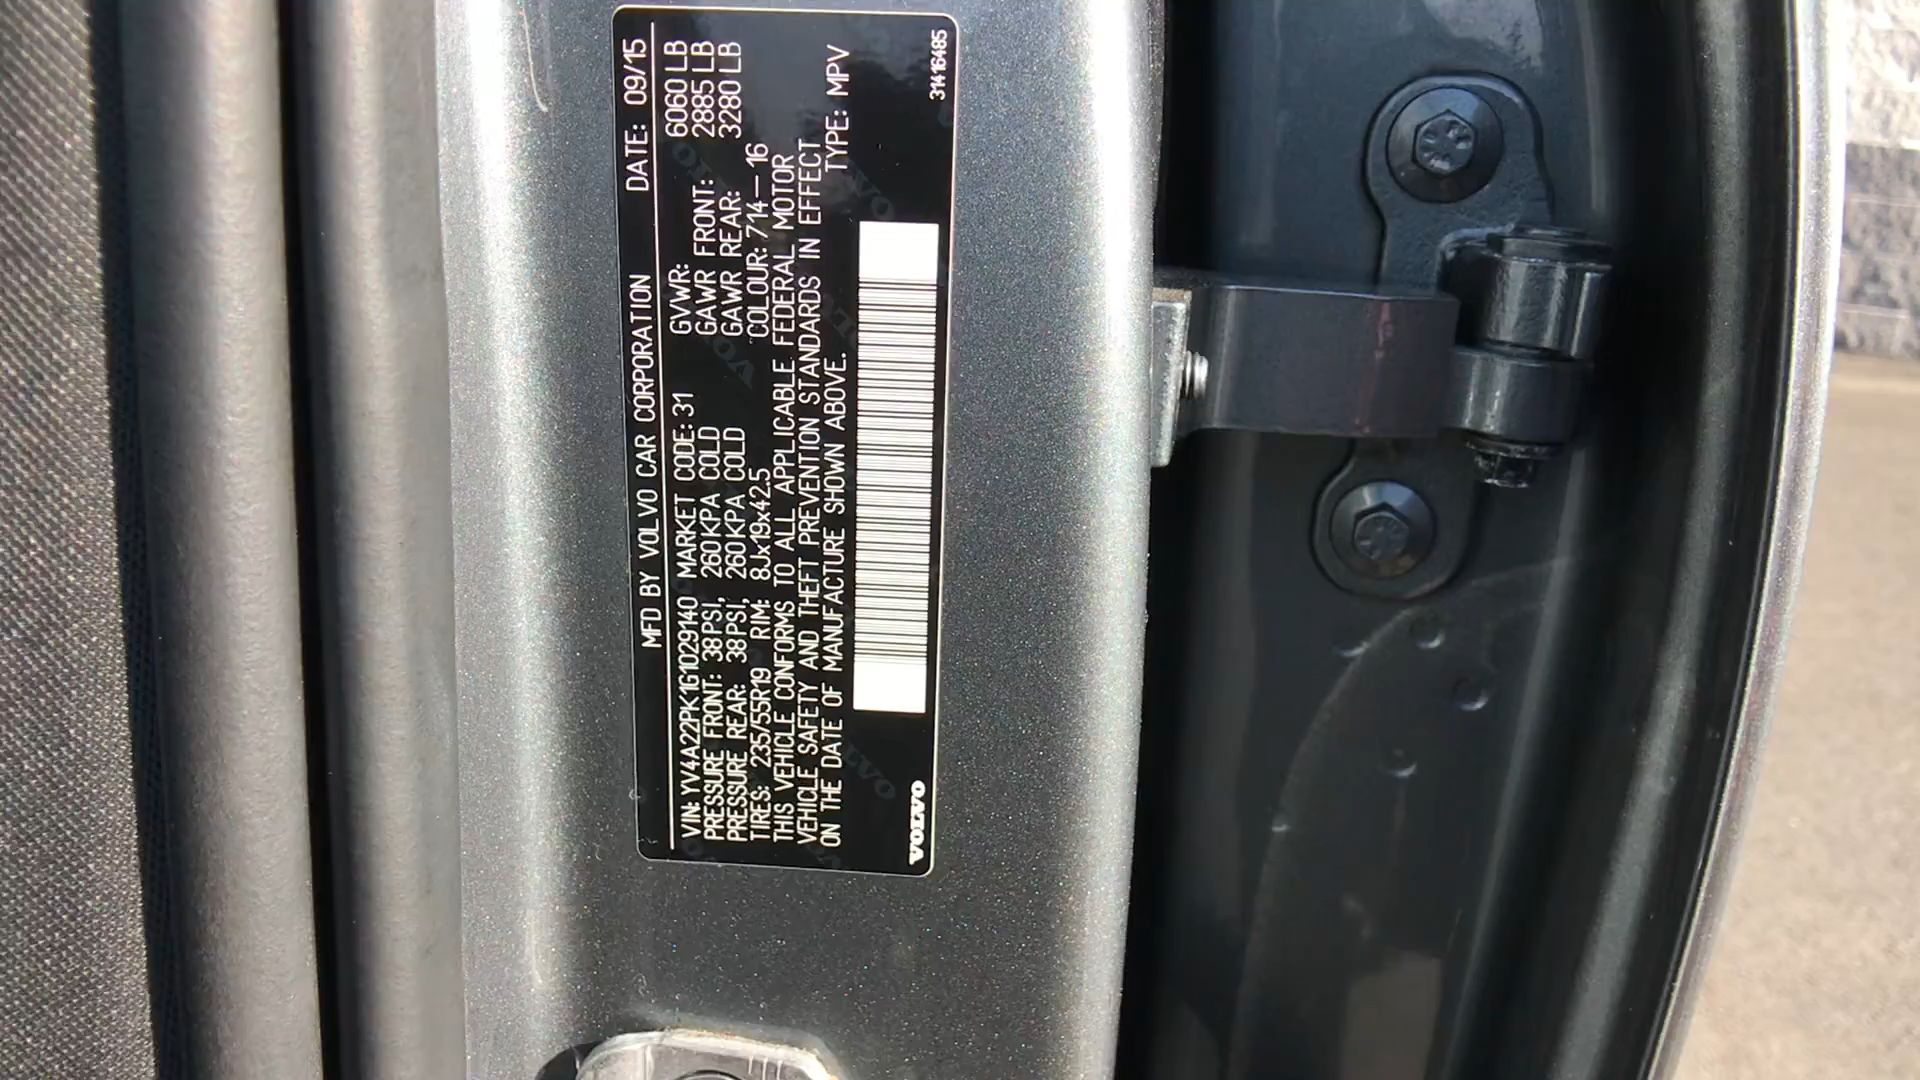 MFD BY VOLVO CAR CORPORATION DATE: 09/15
VIN: YV4A22PK1G1029140 MARKET CODE: 31 GVWR: 6060 LB
PRESSURE FRONT: 38PSI, 260KPA COLD GAWR FRONT: 2885 LB
PRESSURE REAR: 38PSI, 260KPA COLD GAWR REAR: 3280 LB
TIRES: 235/55R19 RIM: 8Jx19x42.5 COLOUR: 714-16
THIS VEHICLE CONFORMS TO ALL APPLICABLE FEDERAL MOTOR
VEHICLE SAFETY AND THEFT PREVENTION STANDARDS IN EFFECT
ON THE DATE OF MANUFACTURE SHOWN ABOVE. TYPE: MPV
VOLVO 31416485